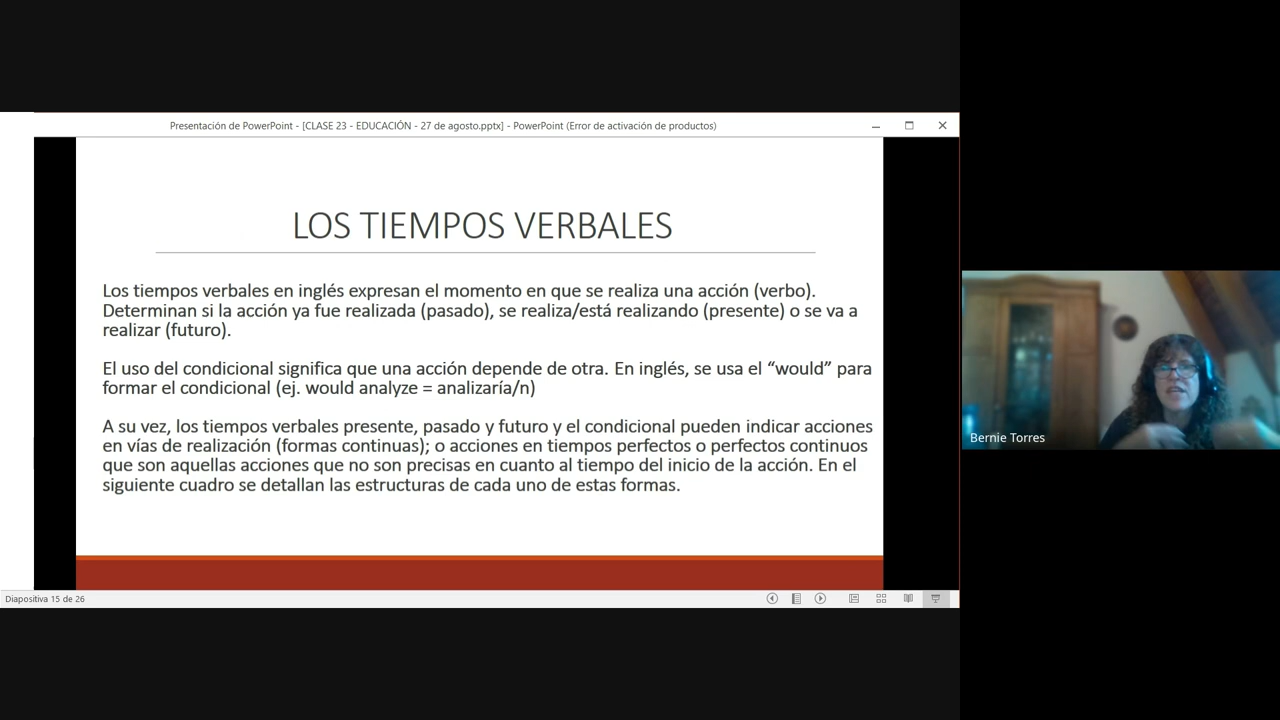 Presentación de PowerPoint - [CLASE 23 - EDUCACIÓN - 27 de agosto.pptx] - PowerPoint (Error de activación de productos)
LOS TIEMPOS VERBALES
Los tiempos verbales en inglés expresan el momento en que se realiza una acción (verbo).
Determinan si la acción ya fue realizada (pasado), se realiza/está realizando (presente) o se va a
realizar (futuro).
El uso del condicional significa que una acción depende de otra. En inglés, se usa el “would” para
formar el condicional (ej. would analyze = analizaría/n)
A su vez, los tiempos verbales presente, pasado y futuro y el condicional pueden indicar acciones
en vías de realización (formas continuas); o acciones en tiempos perfectos o perfectos continuos
que son aquellas acciones que no son precisas en cuanto al tiempo del inicio de la acción. En el
siguiente cuadro se detallan las estructuras de cada uno de estas formas.
Diapositiva 15 de 26
Bernie Torres